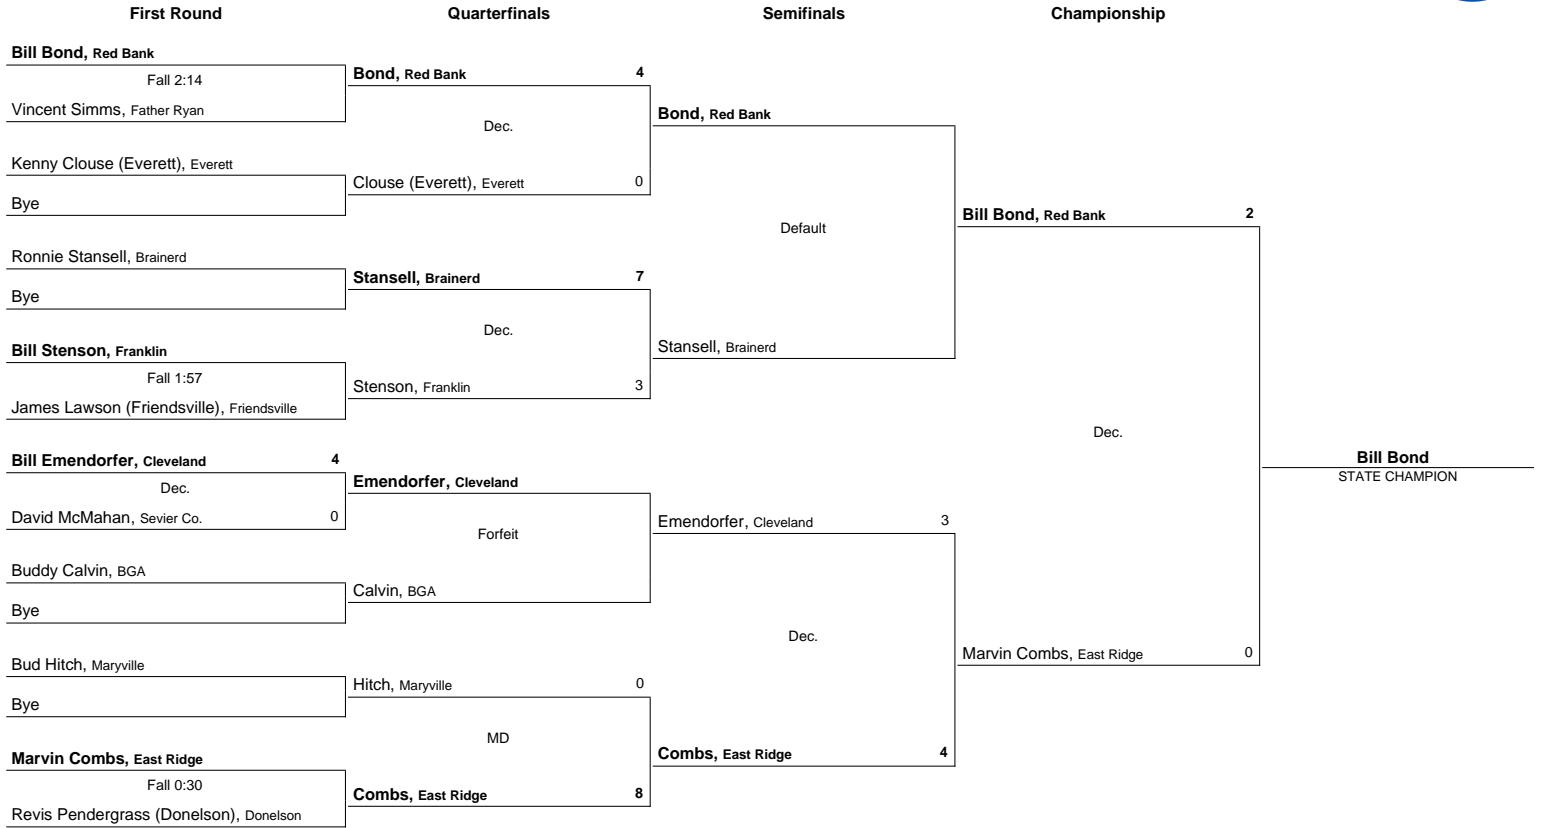 First Round
Quarterfinals
Semifinals
Championship
Bill Bond, Red Bank
Fall 2:14
Vincent Simms, Father Ryan
Kenny Clouse (Everett), Everett
Bye
Ronnie Stansell, Brainerd
Bye
Bill Stenson, Franklin
Fall 1:57
James Lawson (Friendsville), Friendsville
Bill Emendorfer, Cleveland 4
Dec.
David McMahan, Sevier Co. 0
Buddy Calvin, BGA
Bye
Bud Hitch, Maryville
Bye
Marvin Combs, East Ridge
Fall 0:30
Revis Pendergrass (Donelson), Donelson
Bond, Red Bank 4
Dec.
Clouse (Everett), Everett 0
Stansell, Brainerd 7
Dec.
Stenson, Franklin 3
Emendorfer, Cleveland
Forfeit
Calvin, BGA
Hitch, Maryville 0
MD
Combs, East Ridge 8
Bond, Red Bank
Default
Stansell, Brainerd
Emendorfer, Cleveland 3
Dec.
Combs, East Ridge 4
Bill Bond, Red Bank 2
Dec.
Marvin Combs, East Ridge 0
Bill Bond
STATE CHAMPION